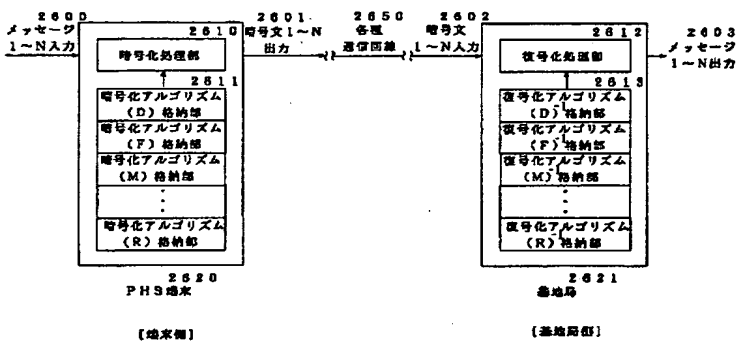 2600
メッセージ
1～N入力
2610
暗号化処理部
2611
暗号化アルゴリズム
(D)格納部
暗号化アルゴリズム
(F)格納部
暗号化アルゴリズム
(M)格納部
暗号化アルゴリズム
(R)格納部
2620
PHS端末
[端末側]
2601
暗号文1～N
出力
2650
各種
通信回線
2602
暗号文
1～N入力
2612
復号化処理部
2613
復号化アルゴリズム
(D)-1格納部
復号化アルゴリズム
(F)-1格納部
復号化アルゴリズム
(M)-1格納部
復号化アルゴリズム
(R)-1格納部
2621
基地局
[基地局側]
2603
メッセージ
1～N出力